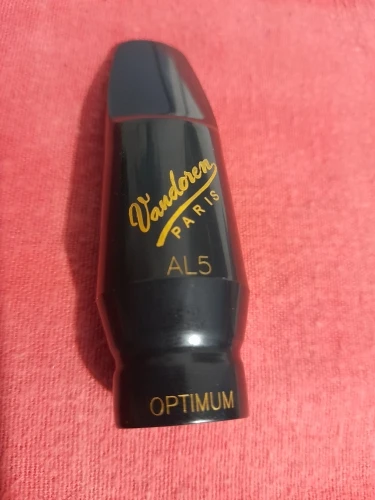 Vandoren
PARIS
AL5
OPTIMUM